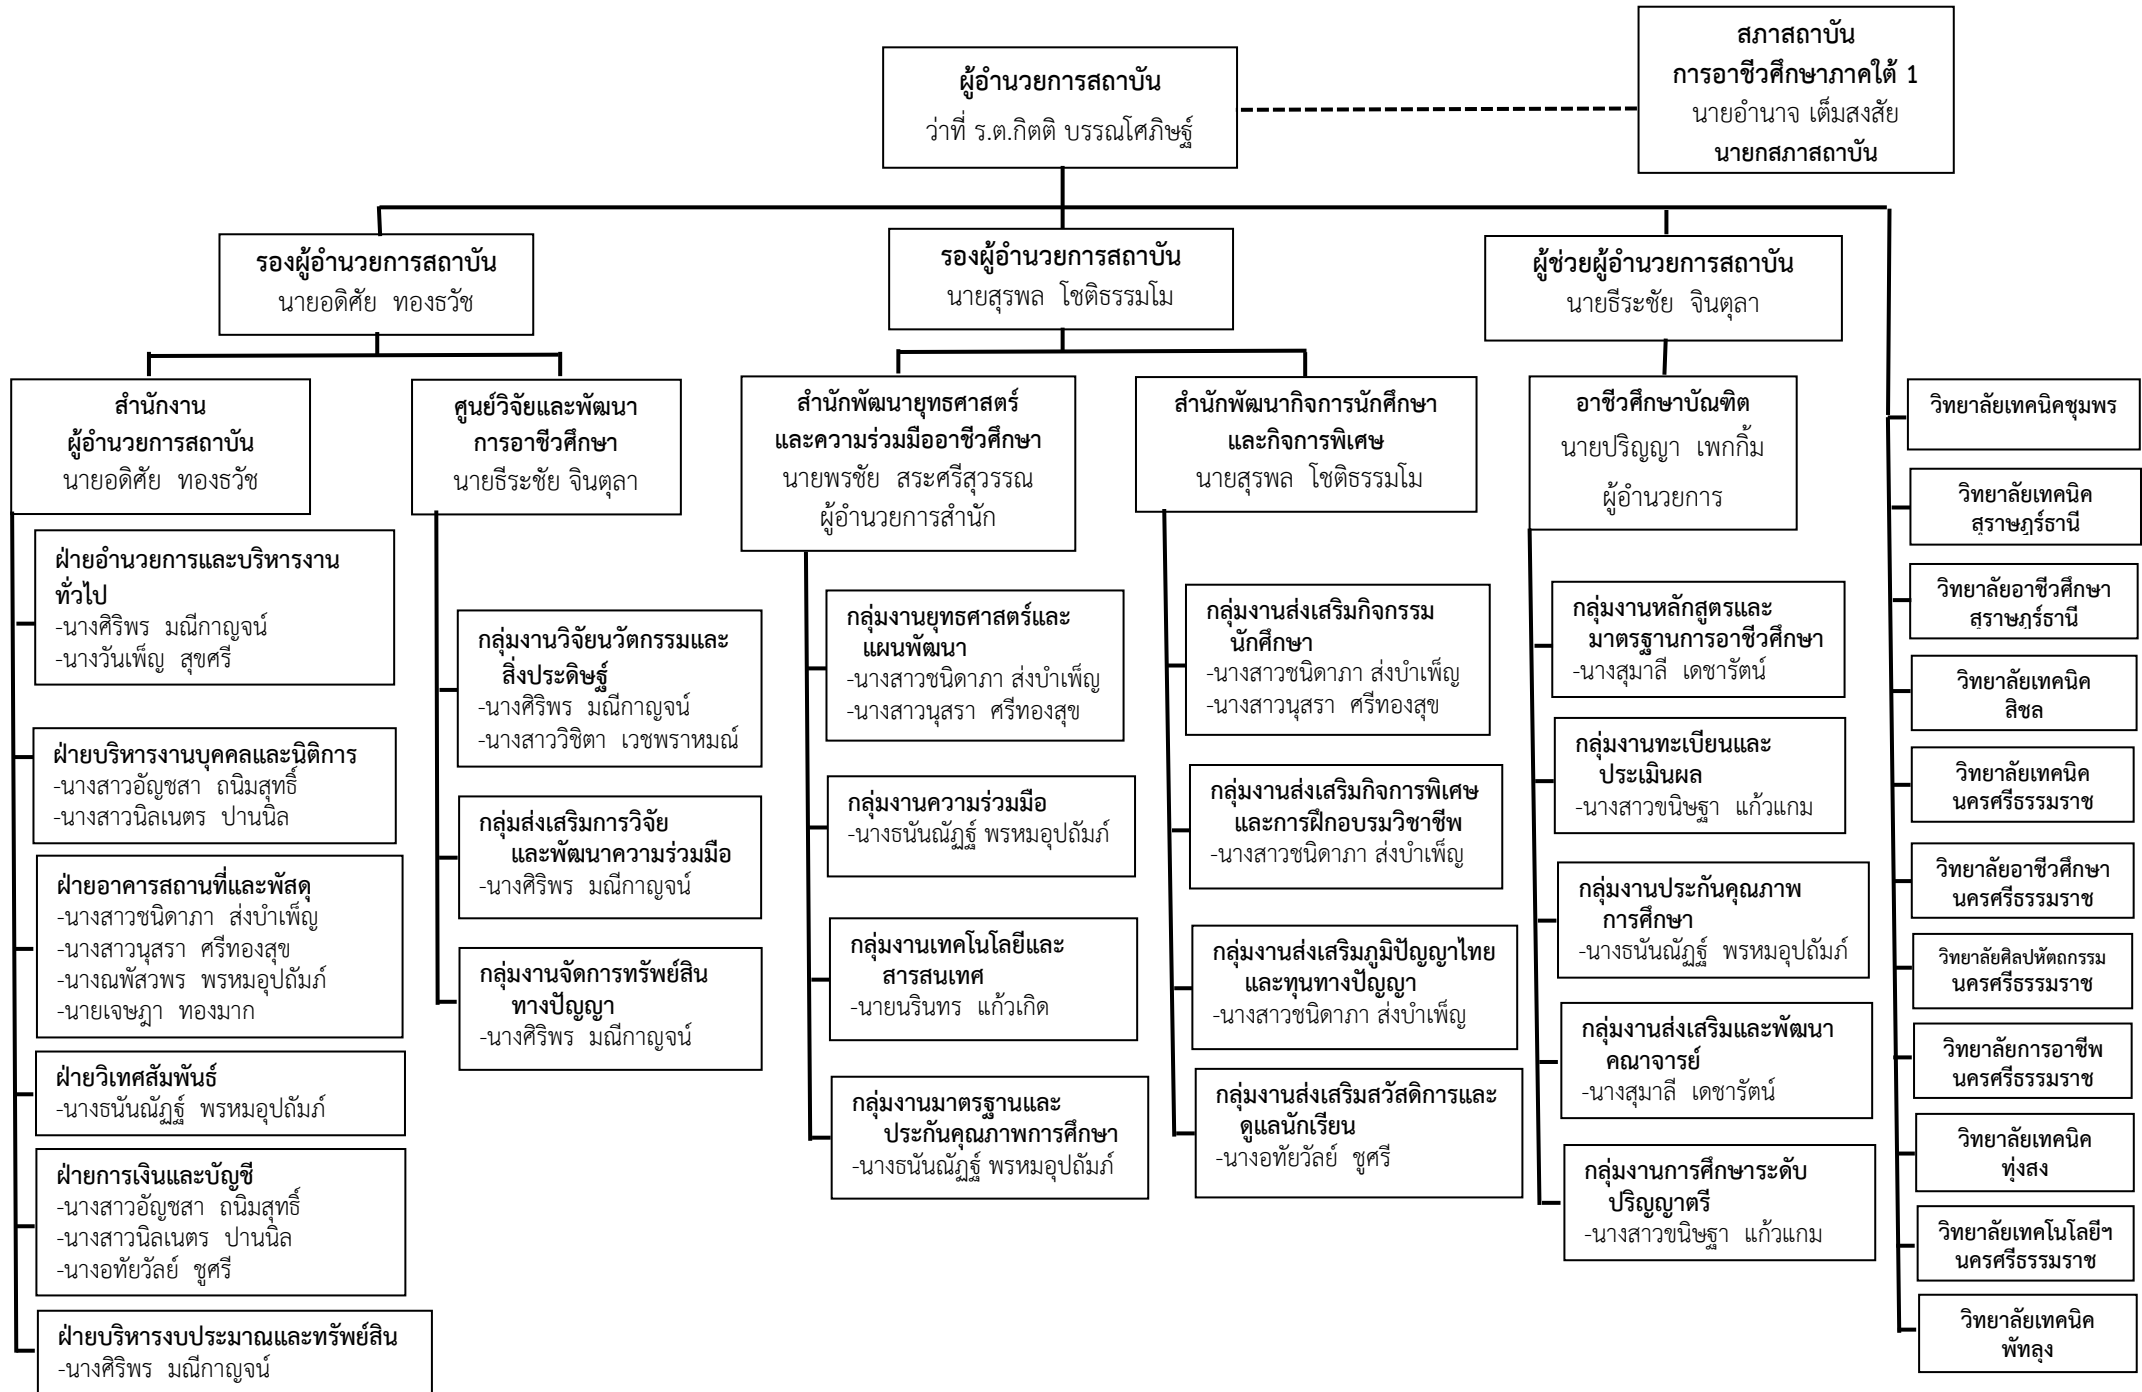 สภาสถาบัน
การอาชีวศึกษาภาคใต้ 1
นายอำนาจ เต็มสงสัย
นายกสภาสถาบัน
ผู้อำนวยการสถาบัน
ว่าที่ ร.ต.กิตติ บรรณโศภิษฐ์
รองผู้อำนวยการสถาบัน
นายอดิศัย ทองธวัช
รองผู้อำนวยการสถาบัน
นายสุรพล โชติธรรมโม
ผู้ช่วยผู้อำนวยการสถาบัน
นายธีระชัย จินตุลา
สำนักงาน
ผู้อำนวยการสถาบัน
นายอดิศัย ทองธวัช
ฝ่ายอำนวยการและบริหารงาน
ทั่วไป
-นางศิริพร มณีกาญจน์
-นางวันเพ็ญ สุขศรี
ฝ่ายบริหารงานบุคคลและนิติการ
-นางสาวอัญชสา ถนิมสุทธิ์
-นางสาวนิลเนตร ปานนิล
ฝ่ายอาคารสถานที่และพัสดุ
-นางสาวชนิดาภา ส่งบำเพ็ญ
-นางสาวนุสรา ศรีทองสุข
-นางณพัสวพร พรหมอุปถัมภ์
-นายเจษฎา ทองมาก
ฝ่ายวิเทศสัมพันธ์
-นางธนันณัฏฐ์ พรหมอุปถัมภ์
ฝ่ายการเงินและบัญชี
-นางสาวอัญชสา ถนิมสุทธิ์
-นางสาวนิลเนตร ปานนิล
-นางอทัยวัลย์ ชูศรี
ฝ่ายบริหารงบประมาณและทรัพย์สิน
-นางศิริพร มณีกาญจน์
ศูนย์วิจัยและพัฒนา
การอาชีวศึกษา
นายธีระชัย จินตุลา
กลุ่มงานวิจัยนวัตกรรมและ
สิ่งประดิษฐ์
-นางศิริพร มณีกาญจน์
-นางสาววิชิตา เวชพราหมณ์
กลุ่มส่งเสริมการวิจัย
และพัฒนาความร่วมมือ
-นางศิริพร มณีกาญจน์
กลุ่มงานจัดการทรัพย์สิน
ทางปัญญา
-นางศิริพร มณีกาญจน์
สำนักพัฒนายุทธศาสตร์
และความร่วมมืออาชีวศึกษา
นายพรชัย สระศรีสุวรรณ
ผู้อำนวยการสำนัก
กลุ่มงานยุทธศาสตร์และ
แผนพัฒนา
-นางสาวชนิดาภา ส่งบำเพ็ญ
-นางสาวนุสรา ศรีทองสุข
กลุ่มงานความร่วมมือ
-นางธนันณัฏฐ์ พรหมอุปถัมภ์
กลุ่มงานเทคโนโลยีและ
สารสนเทศ
-นายนรินทร แก้วเกิด
กลุ่มงานมาตรฐานและ
ประกันคุณภาพการศึกษา
-นางธนันณัฏฐ์ พรหมอุปถัมภ์
สำนักพัฒนากิจการนักศึกษา
และกิจการพิเศษ
นายสุรพล โชติธรรมโม
กลุ่มงานส่งเสริมกิจกรรม
นักศึกษา
-นางสาวชนิดาภา ส่งบำเพ็ญ
-นางสาวนุสรา ศรีทองสุข
กลุ่มงานส่งเสริมกิจการพิเศษ
และการฝึกอบรมวิชาชีพ
-นางสาวชนิดาภา ส่งบำเพ็ญ
กลุ่มงานส่งเสริมภูมิปัญญาไทย
และทุนทางปัญญา
-นางสาวชนิดาภา ส่งบำเพ็ญ
กลุ่มงานส่งเสริมสวัสดิการและ
ดูแลนักเรียน
-นางอทัยวัลย์ ชูศรี
อาชีวศึกษาบัณฑิต
นายปริญญา เพกกิ้ม
ผู้อำนวยการ
กลุ่มงานหลักสูตรและ
มาตรฐานการอาชีวศึกษา
-นางสุมาลี เดชารัตน์
กลุ่มงานทะเบียนและ
ประเมินผล
-นางสาวขนิษฐา แก้วแกม
กลุ่มงานประกันคุณภาพ
การศึกษา
-นางธนันณัฏฐ์ พรหมอุปถัมภ์
กลุ่มงานส่งเสริมและพัฒนา
คณาจารย์
-นางสุมาลี เดชารัตน์
กลุ่มงานการศึกษาระดับ
ปริญญาตรี
-นางสาวขนิษฐา แก้วแกม
วิทยาลัยเทคนิคชุมพร
วิทยาลัยเทคนิค
สุราษฎร์ธานี
วิทยาลัยอาชีวศึกษา
สุราษฎร์ธานี
วิทยาลัยเทคนิค
สิชล
วิทยาลัยเทคนิค
นครศรีธรรมราช
วิทยาลัยอาชีวศึกษา
นครศรีธรรมราช
วิทยาลัยศิลปหัตถกรรม
นครศรีธรรมราช
วิทยาลัยการอาชีพ
นครศรีธรรมราช
วิทยาลัยเทคนิค
ทุ่งสง
วิทยาลัยเทคโนโลยีฯ
นครศรีธรรมราช
วิทยาลัยเทคนิค
พัทลุง